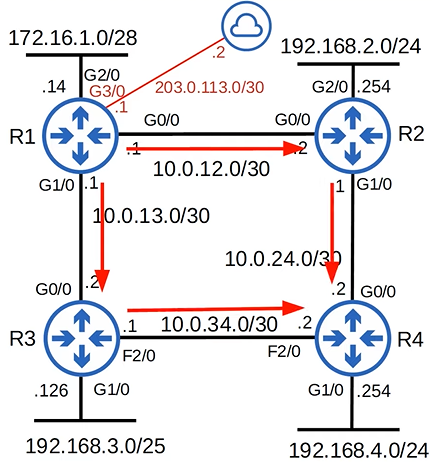 172.16.1.0/28
.2
192.168.2.0/24
.14
G2/0
G3/0
203.0.113.0/30
G2/0
.254
.1
R1
G0/0
G0/0
R2
.1
.2
10.0.12.0/30
G1/0
.1
1
G1/0
10.0.13.0/30
10.0.24.0/30
G0/0
.2
.2
G0/0
R3
.1
10.0.34.0/30
.2
R4
F2/0
F2/0
.126
G1/0
G1/0
.254
192.168.3.0/25
192.168.4.0/24